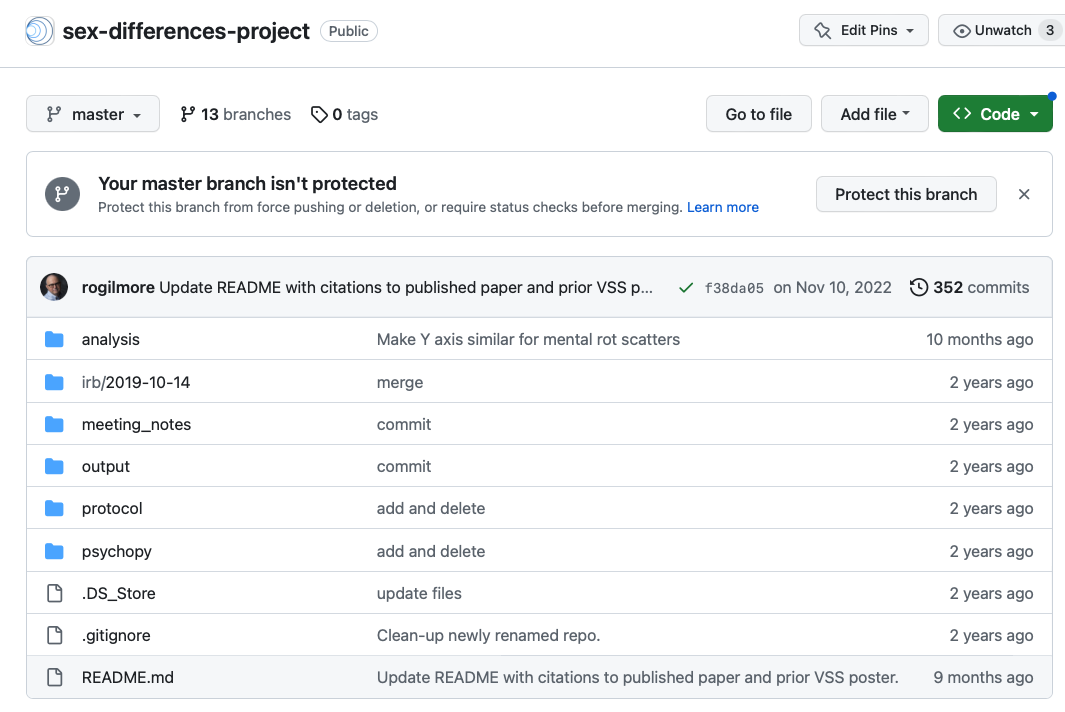 sex-differences-project Public Edit Pins Unwatch 3
master 13 branches 0 tags Go to file Add file Code
Your master branch isn't protected
Protect this branch from force pushing or deletion, or require status checks before merging. Learn more Protect this branch
rogilmore Update README with citations to published paper and prior VSS p... f38da05 on Nov 10, 2022 352 commits
analysis Make Y axis similar for mental rot scatters 10 months ago
irb/2019-10-14 merge 2 years ago
meeting_notes commit 2 years ago
output commit 2 years ago
protocol add and delete 2 years ago
psychopy add and delete 2 years ago
.DS_Store update files 2 years ago
.gitignore Clean-up newly renamed repo. 2 years ago
README.md Update README with citations to published paper and prior VSS poster. 9 months ago